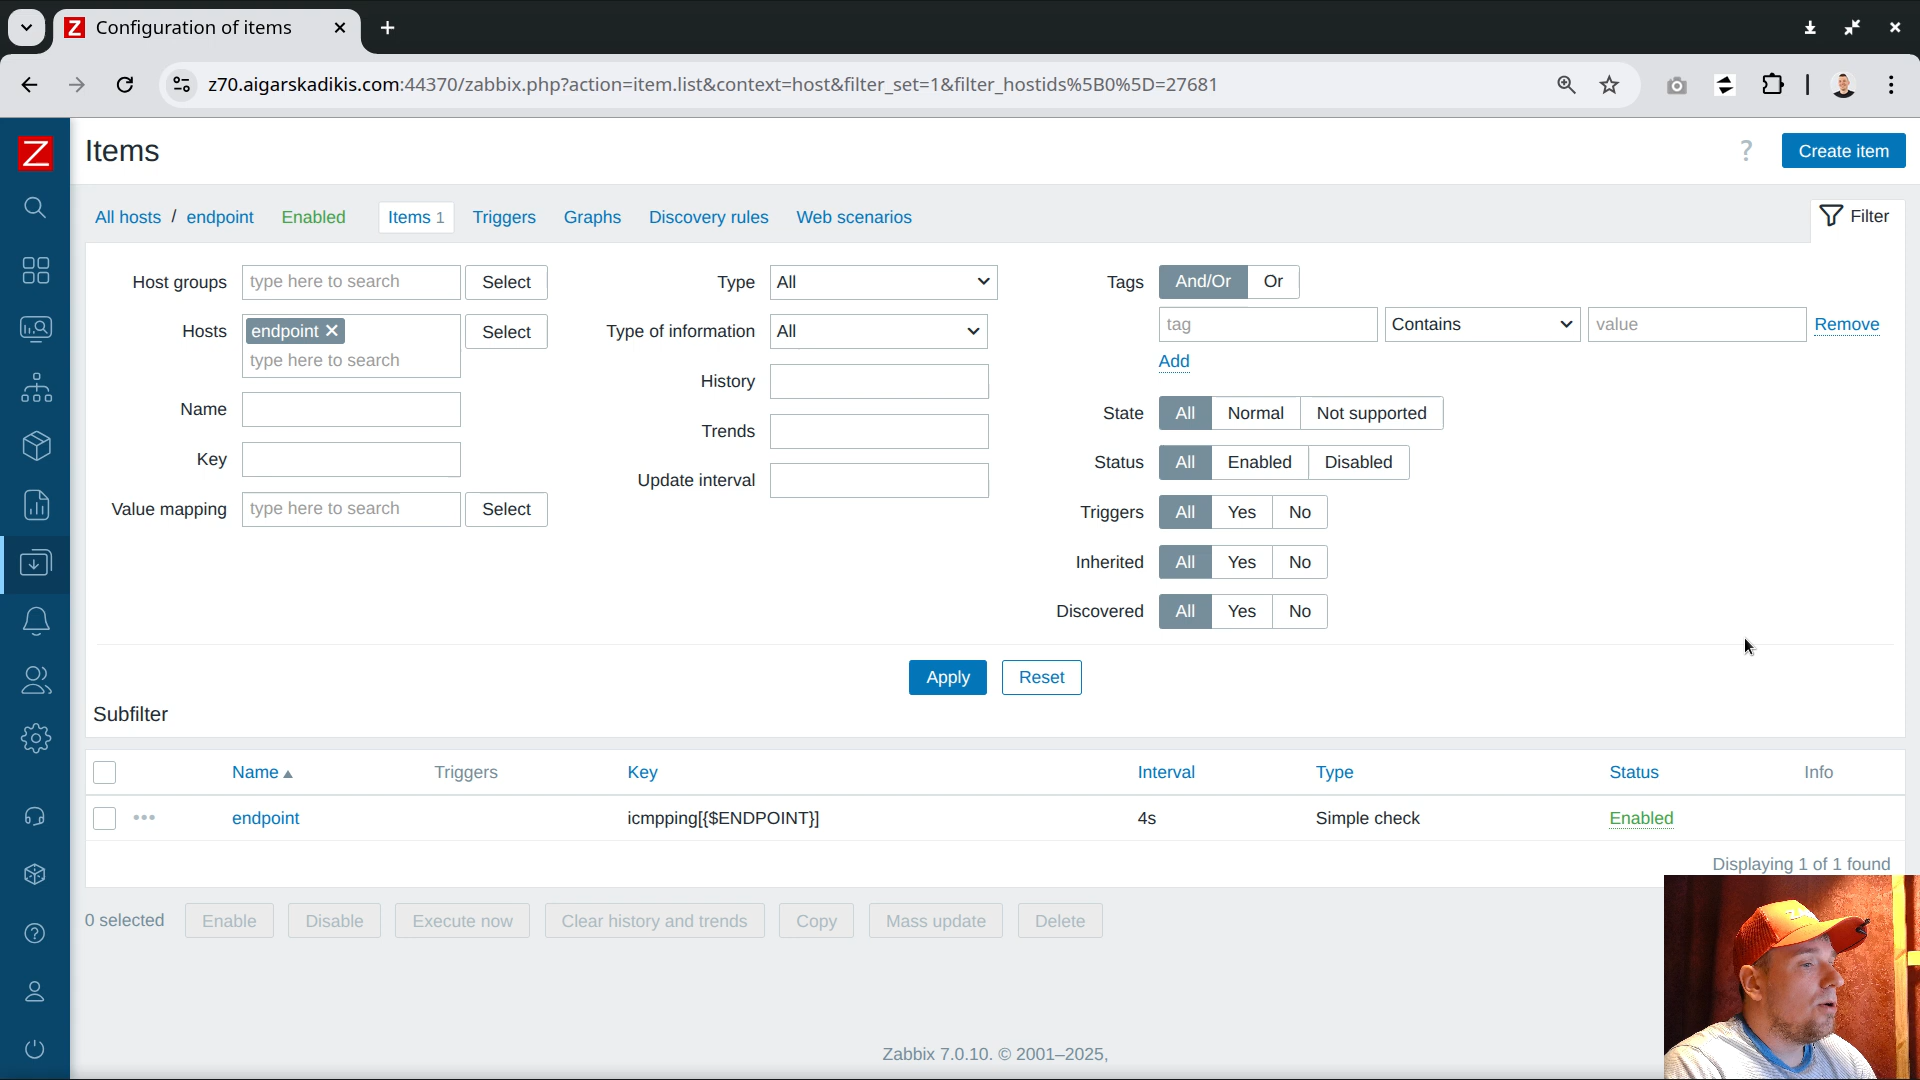 Z Configuration of items
z70.aigarskadikis.com:44370/zabbix.php?action=item.list&context=host&filter_set=1&filter_hostids%5B0%5D=27681
Z
Items
?
Create item
All hosts / endpoint Enabled Items 1 Triggers Graphs Discovery rules Web scenarios
Filter
Host groups type here to search Select
Type All
Tags And/Or Or
Hosts endpoint Select
type here to search
Type of information All
tag Contains value Remove
Add
Name
History
State All Normal Not supported
Key
Trends
Status All Enabled Disabled
Update interval
Value mapping type here to search Select
Triggers All Yes No
Inherited All Yes No
Discovered All Yes No
Apply Reset
Subfilter
Name Triggers Key Interval Type Status Info
endpoint icmpping[{$ENDPOINT}] 4s Simple check Enabled
Displaying 1 of 1 found
0 selected Enable Disable Execute now Clear history and trends Copy Mass update Delete
Zabbix 7.0.10. © 2001–2025,